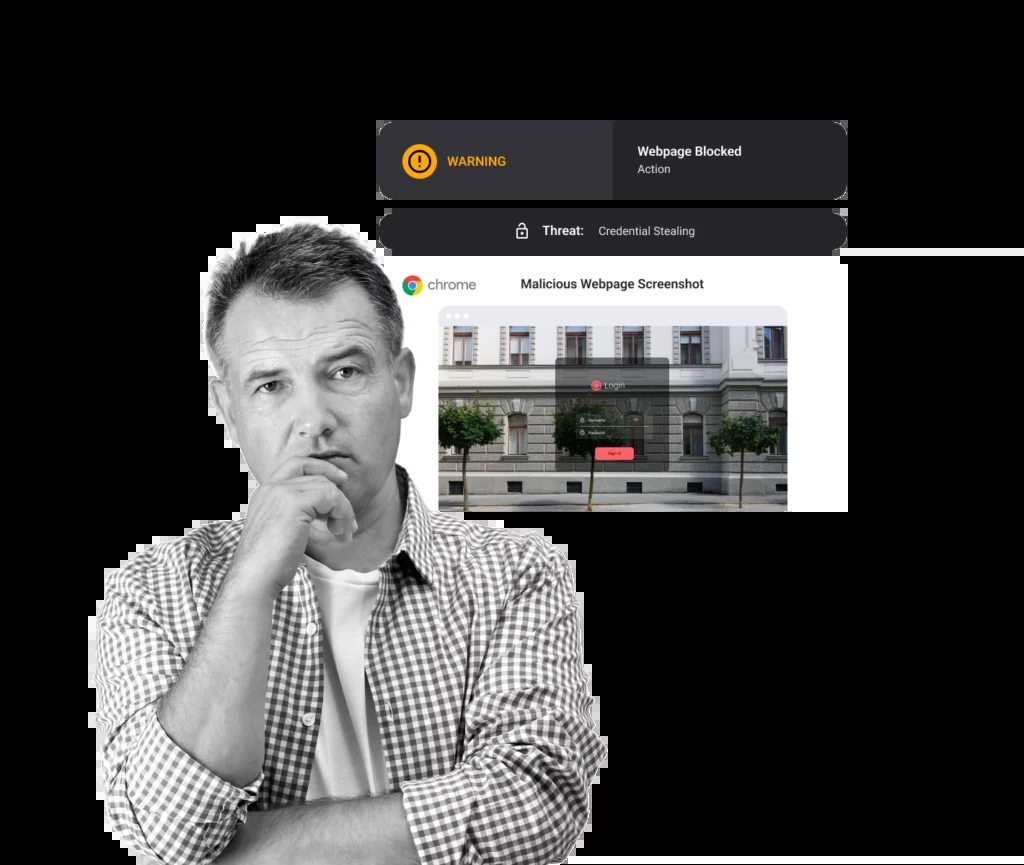 WARNING
Webpage Blocked
Action
Threat: Credential Stealing
chrome
Malicious Webpage Screenshot
Login
Username
Password
Sign in